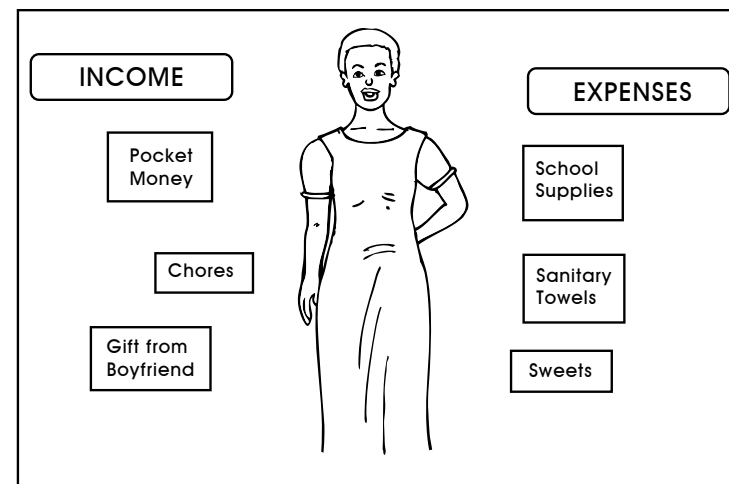 INCOME
Pocket
Money
Chores
Gift from
Boyfriend
EXPENSES
School
Supplies
Sanitary
Towels
Sweets